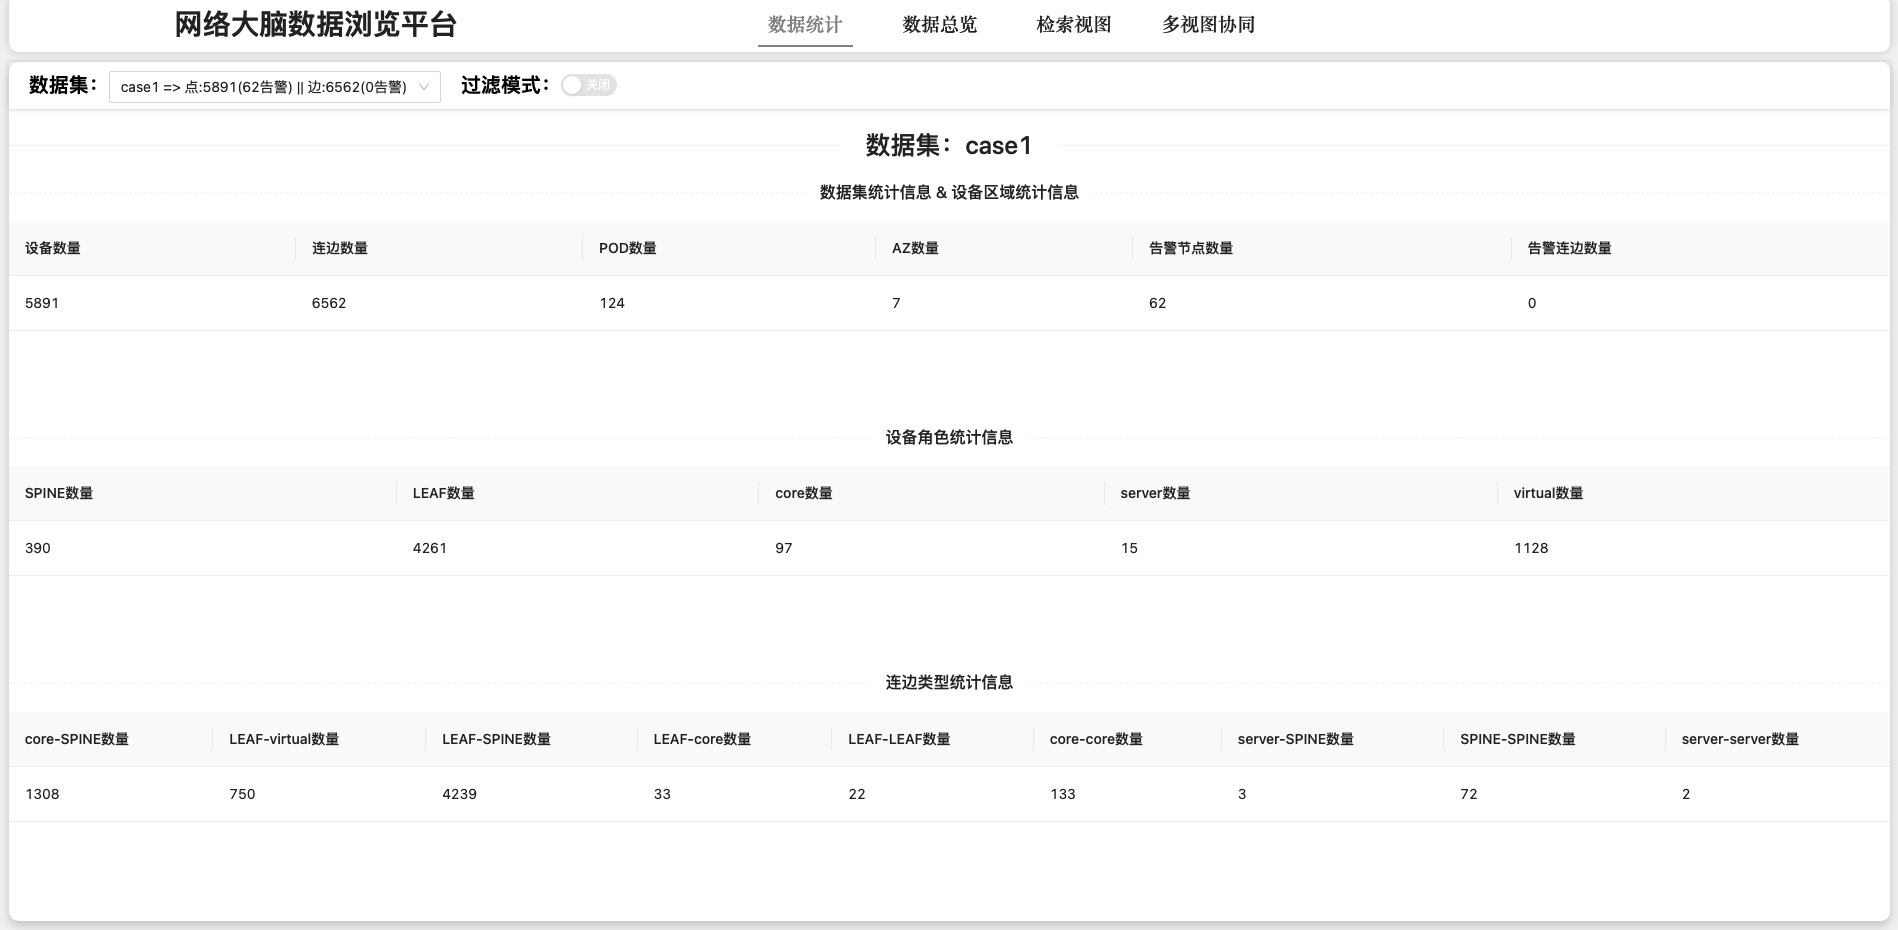 网络大脑数据浏览平台 数据统计 数据总览 检索视图 多视图协同
数据集： case1 => 点:5891(62告警) || 边:6562(0告警) 过滤模式： 关闭
数据集：case1
数据集统计信息 & 设备区域统计信息
设备数量 连边数量 POD数量 AZ数量 告警节点数量 告警连边数量
5891 6562 124 7 62 0
设备角色统计信息
SPINE数量 LEAF数量 core数量 server数量 virtual数量
390 4261 97 15 1128
连边类型统计信息
core-SPINE数量 LEAF-virtual数量 LEAF-SPINE数量 LEAF-core数量 LEAF-LEAF数量 core-core数量 server-SPINE数量 SPINE-SPINE数量 server-server数量
1308 750 4239 33 22 133 3 72 2